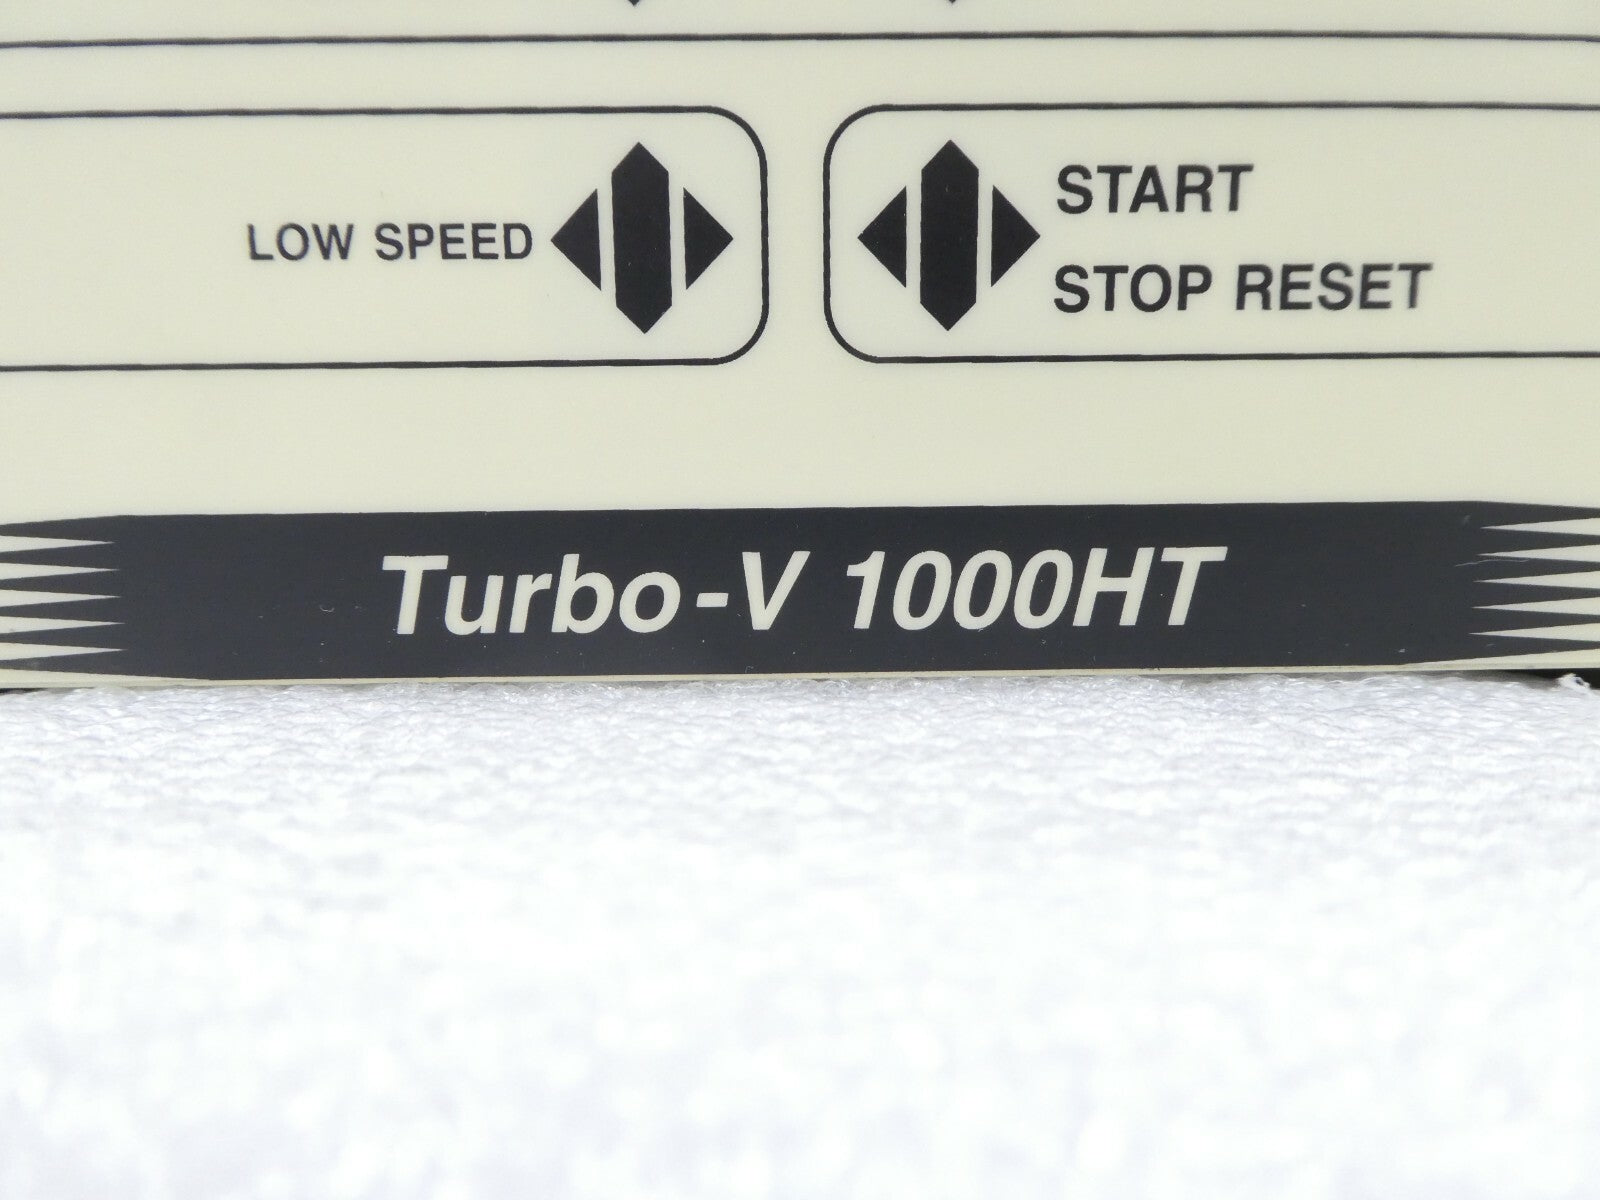 LOW SPEED
START
STOP RESET
Turbo-V 1000HT